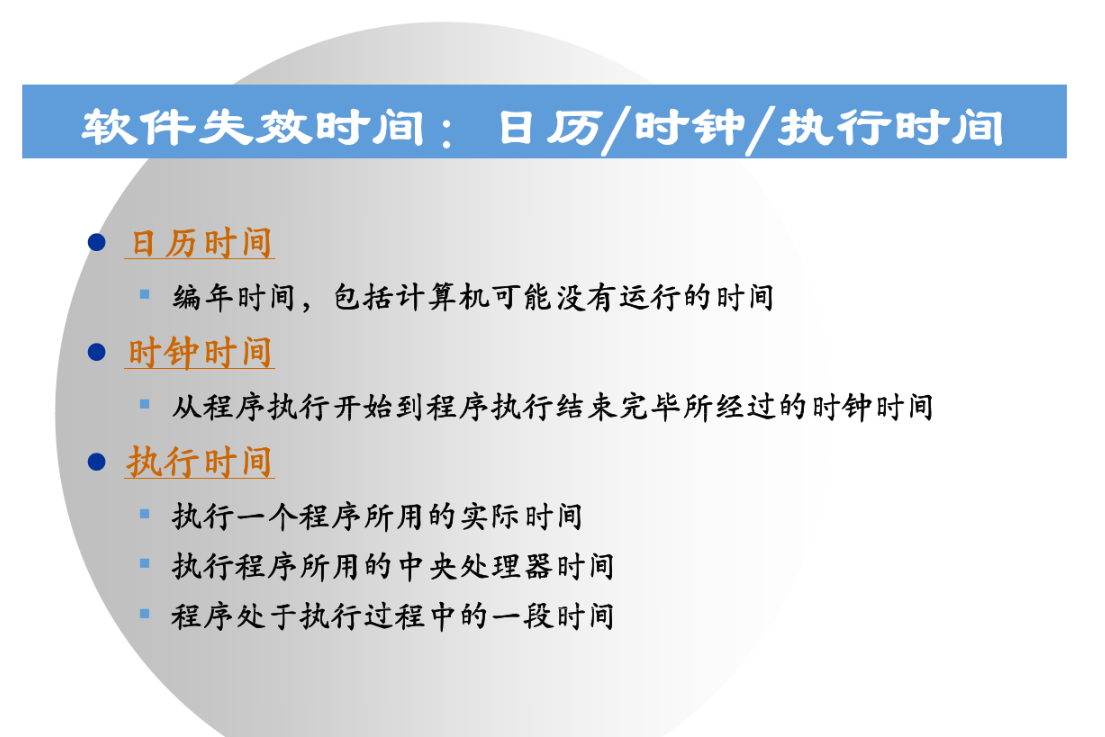 软件失效时间：日历/时钟/执行时间
日历时间
编年时间，包括计算机可能没有运行的时间
时钟时间
从程序执行开始到程序执行结束完毕所经过的时钟时间
执行时间
执行一个程序所用的实际时间
执行程序所用的中央处理器时间
程序处于执行过程中的一段时间